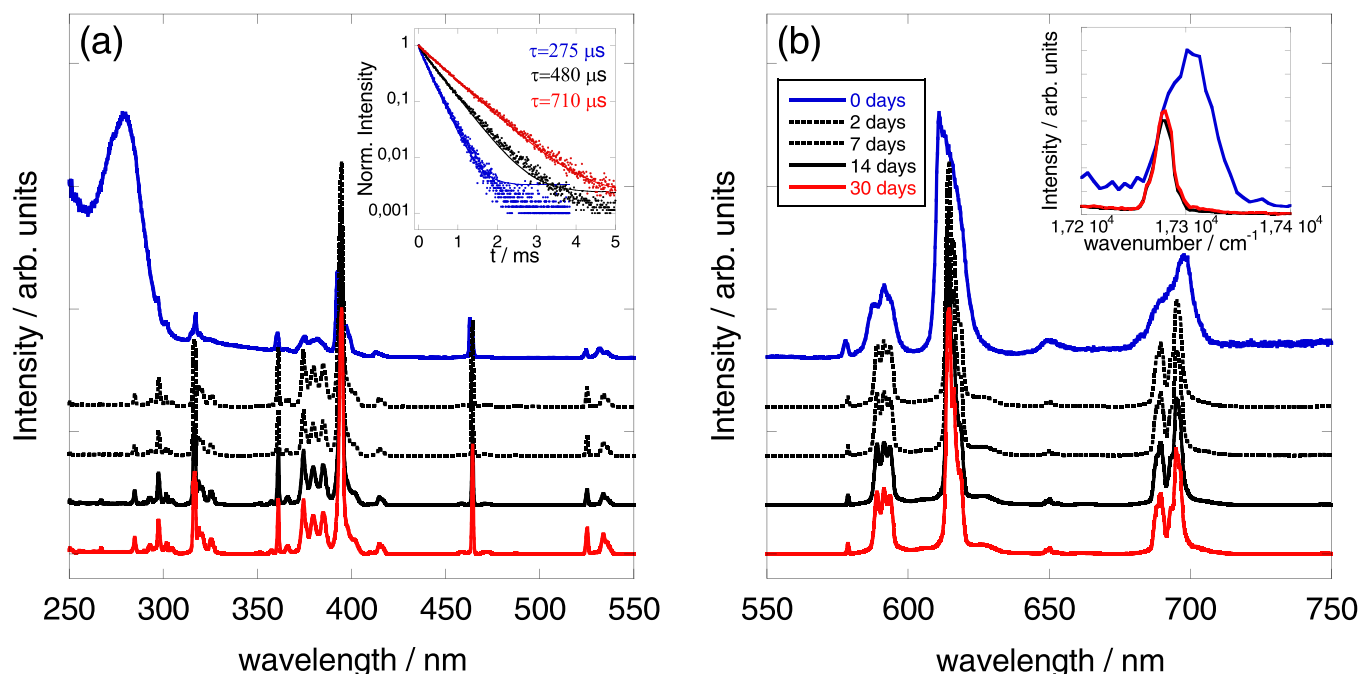 (a)
Intensity / arb. units
250 300 350 400 450 500 550
wavelength / nm
Norm. Intensity
1
0,1
0,01
0,001
0 1 2 3 4 5
t / ms
τ=275 μs
τ=480 μs
τ=710 μs
(b)
Intensity / arb. units
550 600 650 700 750
wavelength / nm
0 days
2 days
7 days
14 days
30 days
Intensity / arb. units
1,72 10⁴ 1,73 10⁴ 1,74 10⁴
wavenumber / cm⁻¹